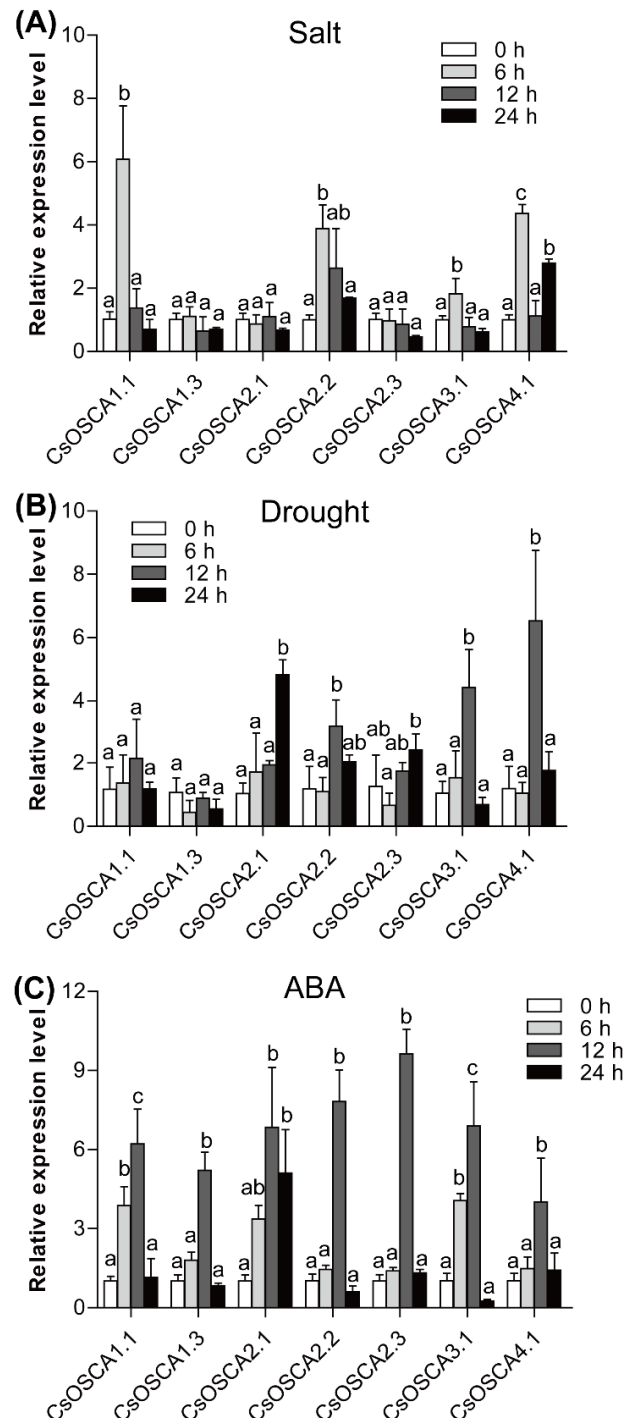 (A)
Salt
Relative expression level
10
8
6
4
2
0
0 h
6 h
12 h
24 h
a b a a
a a a a
a a a a
a b ab a
a a a a
a b a a
a c a b
CsOSCA1.1
CsOSCA1.3
CsOSCA2.1
CsOSCA2.2
CsOSCA2.3
CsOSCA3.1
CsOSCA4.1
(B)
Drought
Relative expression level
10
8
6
4
2
0
0 h
6 h
12 h
24 h
a a a a
a a a a
a a a b
a a b ab
ab a ab b
a a b a
a a b a
CsOSCA1.1
CsOSCA1.3
CsOSCA2.1
CsOSCA2.2
CsOSCA2.3
CsOSCA3.1
CsOSCA4.1
(C)
ABA
Relative expression level
12
9
6
3
0
0 h
6 h
12 h
24 h
a b c a
a a b a
a ab b b
a a b a
a a b a
a b c a
a a b a
CsOSCA1.1
CsOSCA1.3
CsOSCA2.1
CsOSCA2.2
CsOSCA2.3
CsOSCA3.1
CsOSCA4.1